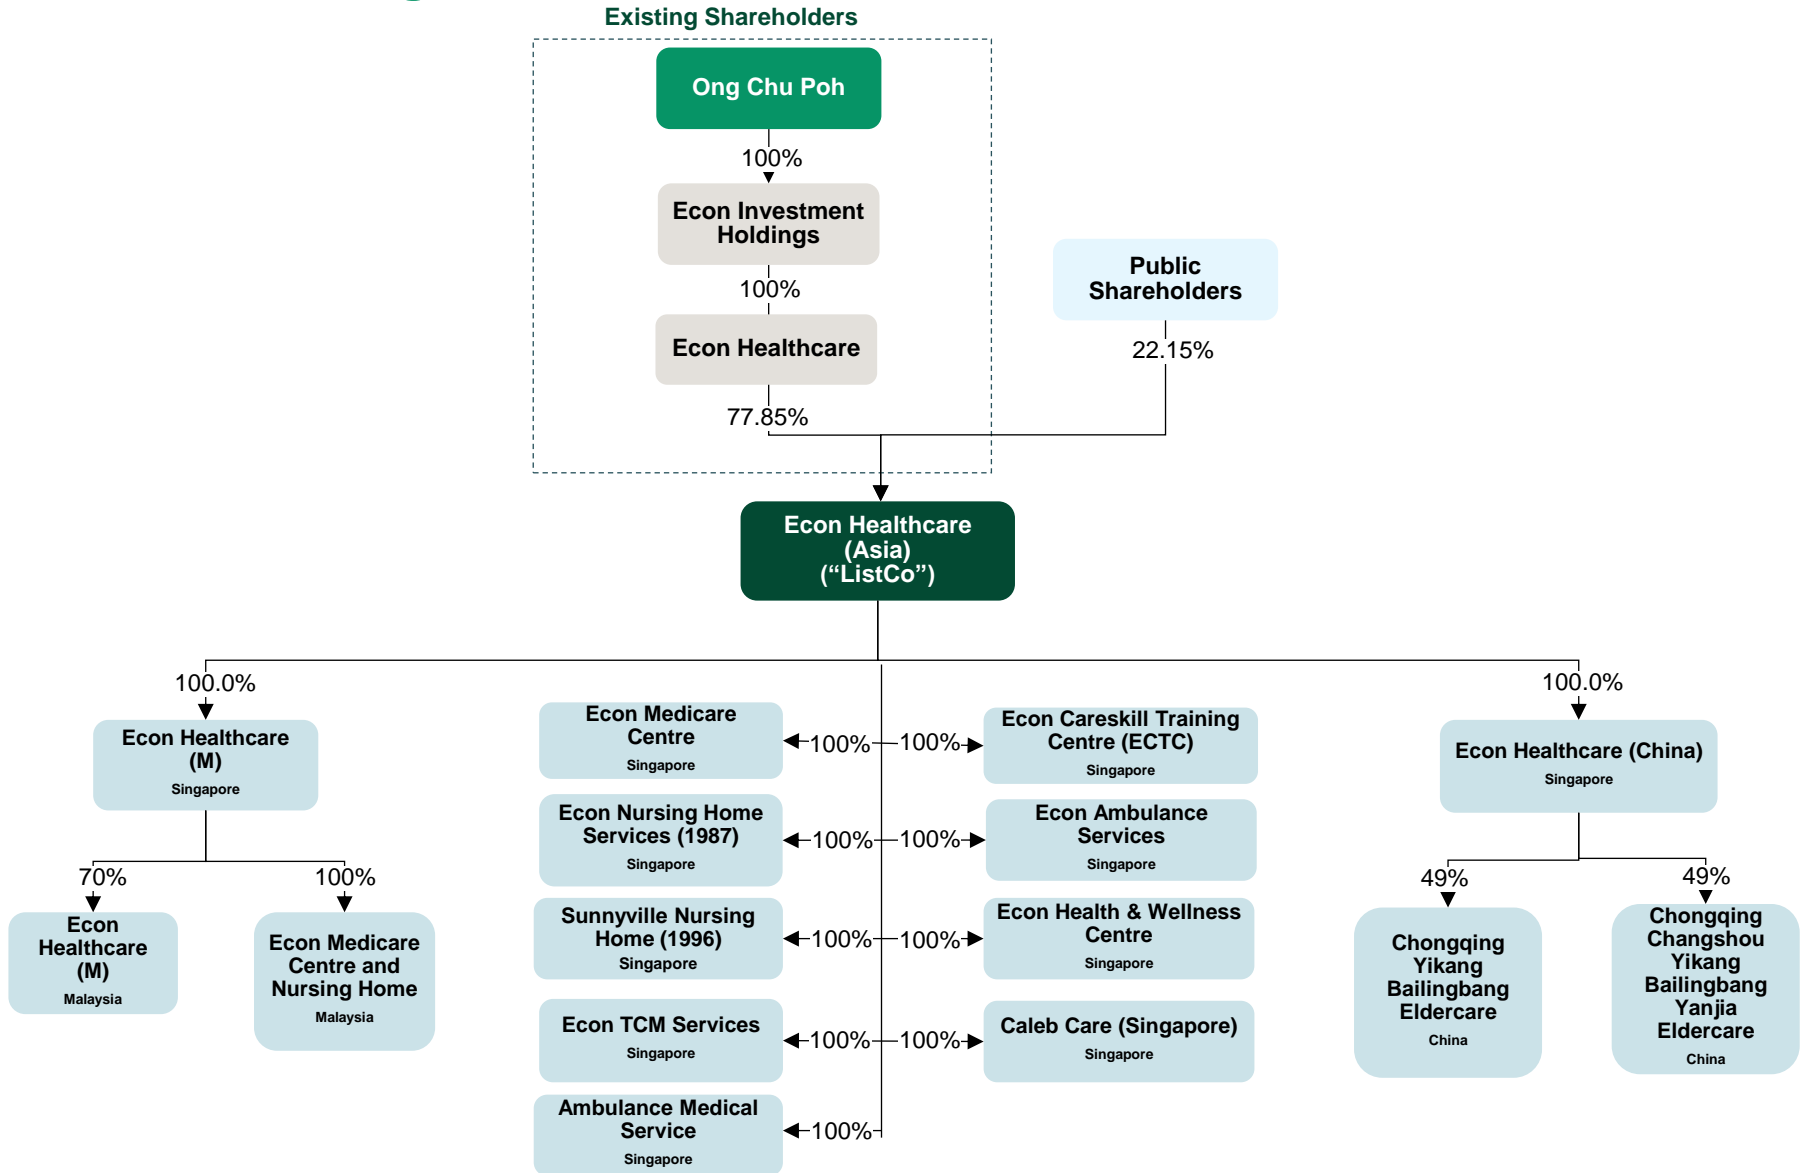 Existing Shareholders
Ong Chu Poh
100%
Econ Investment
Holdings
100%
Econ Healthcare
77.85%
Public
Shareholders
22.15%
Econ Healthcare
(Asia)
(“ListCo”)
100.0%
Econ Healthcare
(M)
Singapore
70%
Econ
Healthcare
(M)
Malaysia
100%
Econ Medicare
Centre and
Nursing Home
Malaysia
Econ Medicare
Centre
Singapore
100%
100%
Econ Careskill Training
Centre (ECTC)
Singapore
Econ Nursing Home
Services (1987)
Singapore
100%
100%
Econ Ambulance
Services
Singapore
Sunnyville Nursing
Home (1996)
Singapore
100%
100%
Econ Health & Wellness
Centre
Singapore
Econ TCM Services
Singapore
100%
100%
Caleb Care (Singapore)
Singapore
Ambulance Medical
Service
Singapore
100%
100.0%
Econ Healthcare (China)
Singapore
49%
Chongqing
Yikang
Bailingbang
Eldercare
China
49%
Chongqing
Changshou
Yikang
Bailingbang
Yanjia
Eldercare
China